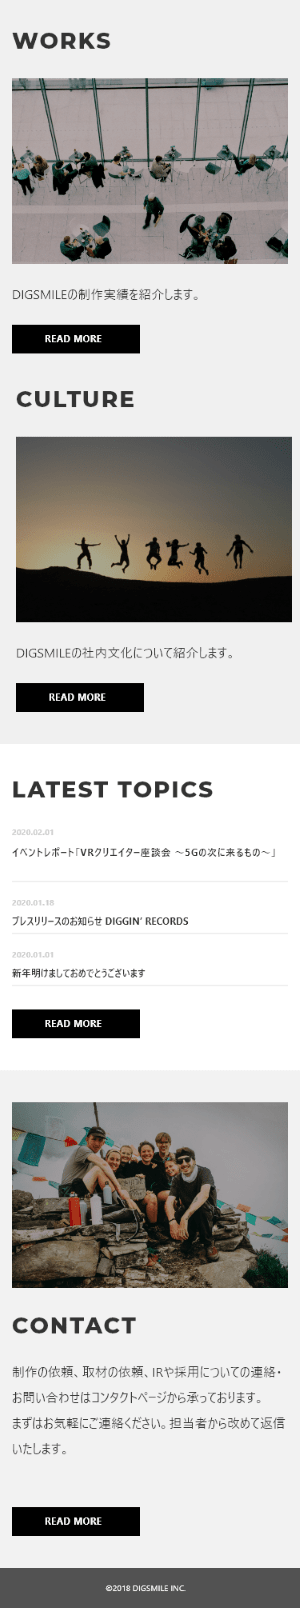 WORKS
DIGSMILEの制作実績を紹介します。
READ MORE
CULTURE
DIGSMILEの社内文化について紹介します。
READ MORE
LATEST TOPICS
2020.02.01
イベントレポート「VRクリエイター座談会 〜5Gの次に来るもの〜」
2020.01.18
プレスリリースのお知らせ DIGGIN’ RECORDS
2020.01.01
新年明けましておめでとうございます
READ MORE
CONTACT
制作の依頼、取材の依頼、IRや採用についての連絡・
お問い合わせはコンタクトページから承っております。
まずはお気軽にご連絡ください。担当者から改めて返信
いたします。
READ MORE
©2018 DIGSMILE INC.